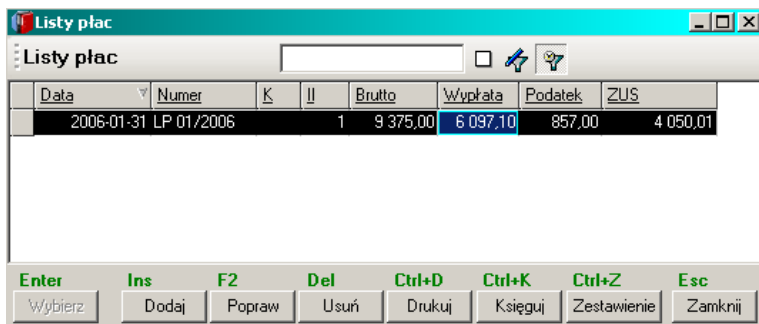 Listy płac
Listy płac
Data Numer K Il Brutto Wypłata Podatek ZUS
2006-01-31 LP 01/2006 1 9 375,00 6 097,10 857,00 4 050,01
Enter Ins F2 Del Ctrl+D Ctrl+K Ctrl+Z Esc
Wybierz Dodaj Popraw Usuń Drukuj Księguj Zestawienie Zamknij